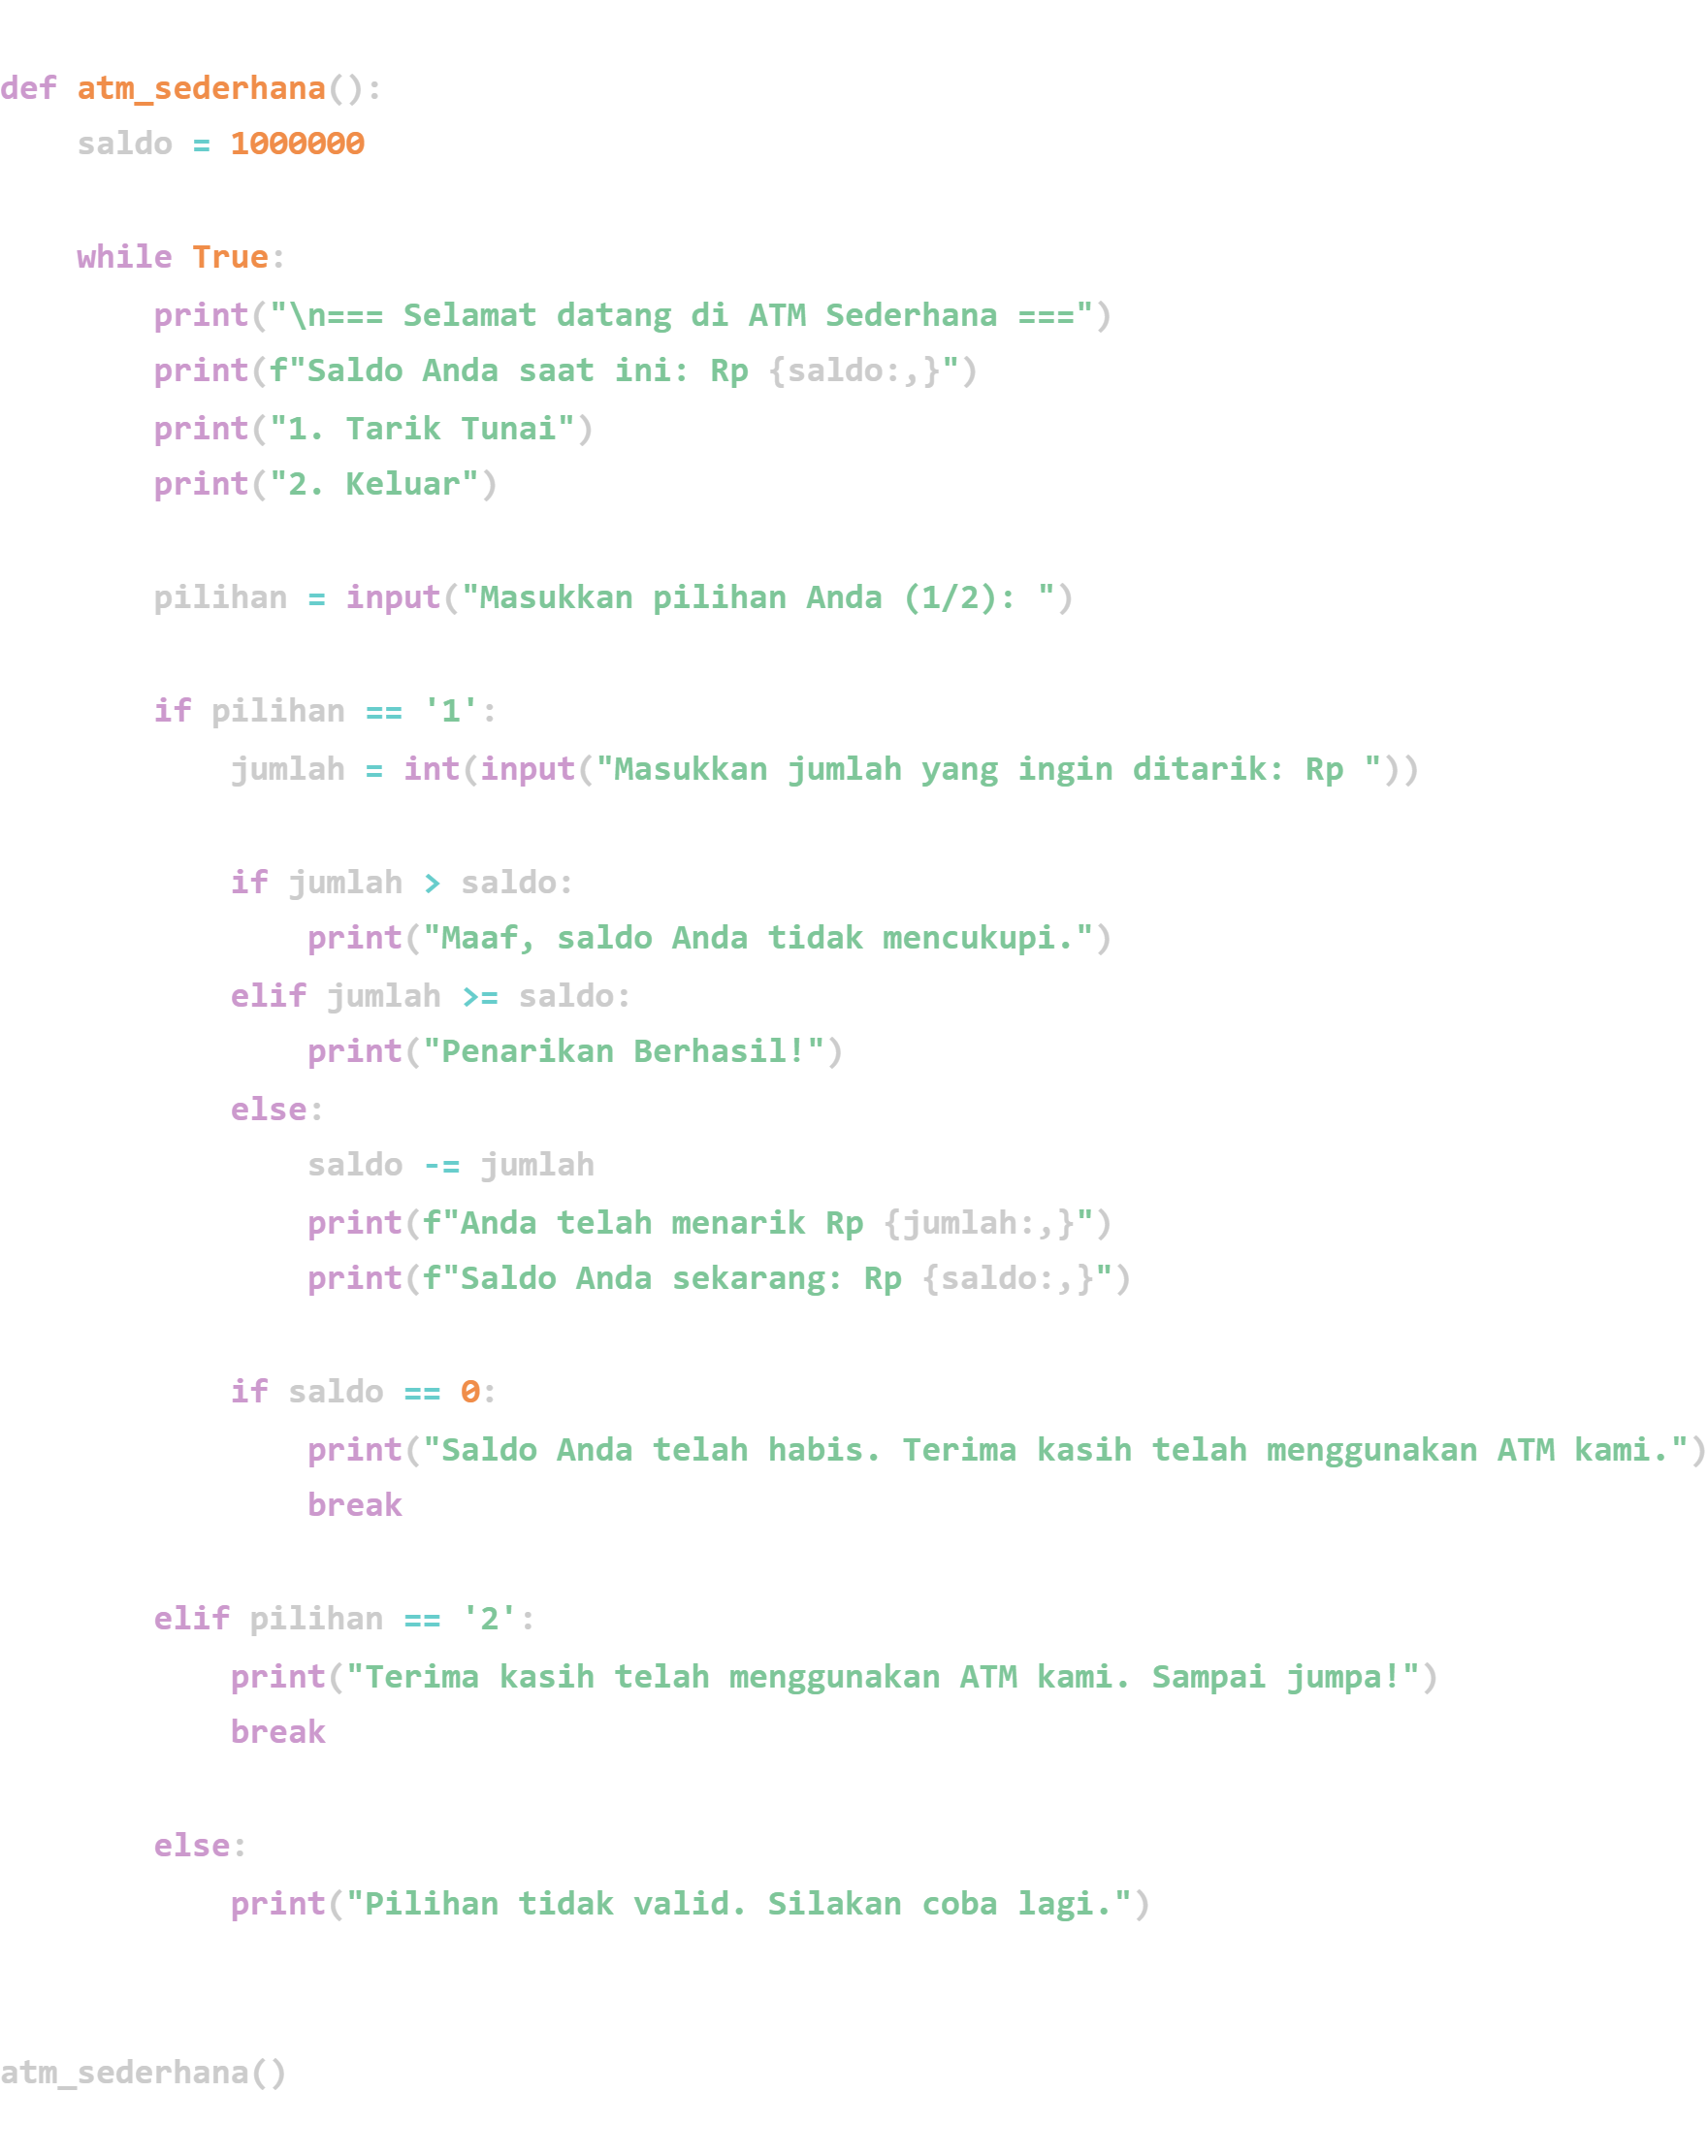 def atm_sederhana():
    saldo = 1000000
    while True:
        print("\n=== Selamat datang di ATM Sederhana ===")
        print(f"Saldo Anda saat ini: Rp {saldo:,}")
        print("1. Tarik Tunai")
        print("2. Keluar")
        pilihan = input("Masukkan pilihan Anda (1/2): ")
        if pilihan == '1':
            jumlah = int(input("Masukkan jumlah yang ingin ditarik: Rp "))
            if jumlah > saldo:
                print("Maaf, saldo Anda tidak mencukupi.")
            elif jumlah >= saldo:
                print("Penarikan Berhasil!")
            else:
                saldo -= jumlah
                print(f"Anda telah menarik Rp {jumlah:,}")
                print(f"Saldo Anda sekarang: Rp {saldo:,}")
            if saldo == 0:
                print("Saldo Anda telah habis. Terima kasih telah menggunakan ATM kami.")
                break
        elif pilihan == '2':
            print("Terima kasih telah menggunakan ATM kami. Sampai jumpa!")
            break
        else:
            print("Pilihan tidak valid. Silakan coba lagi.")
atm_sederhana()